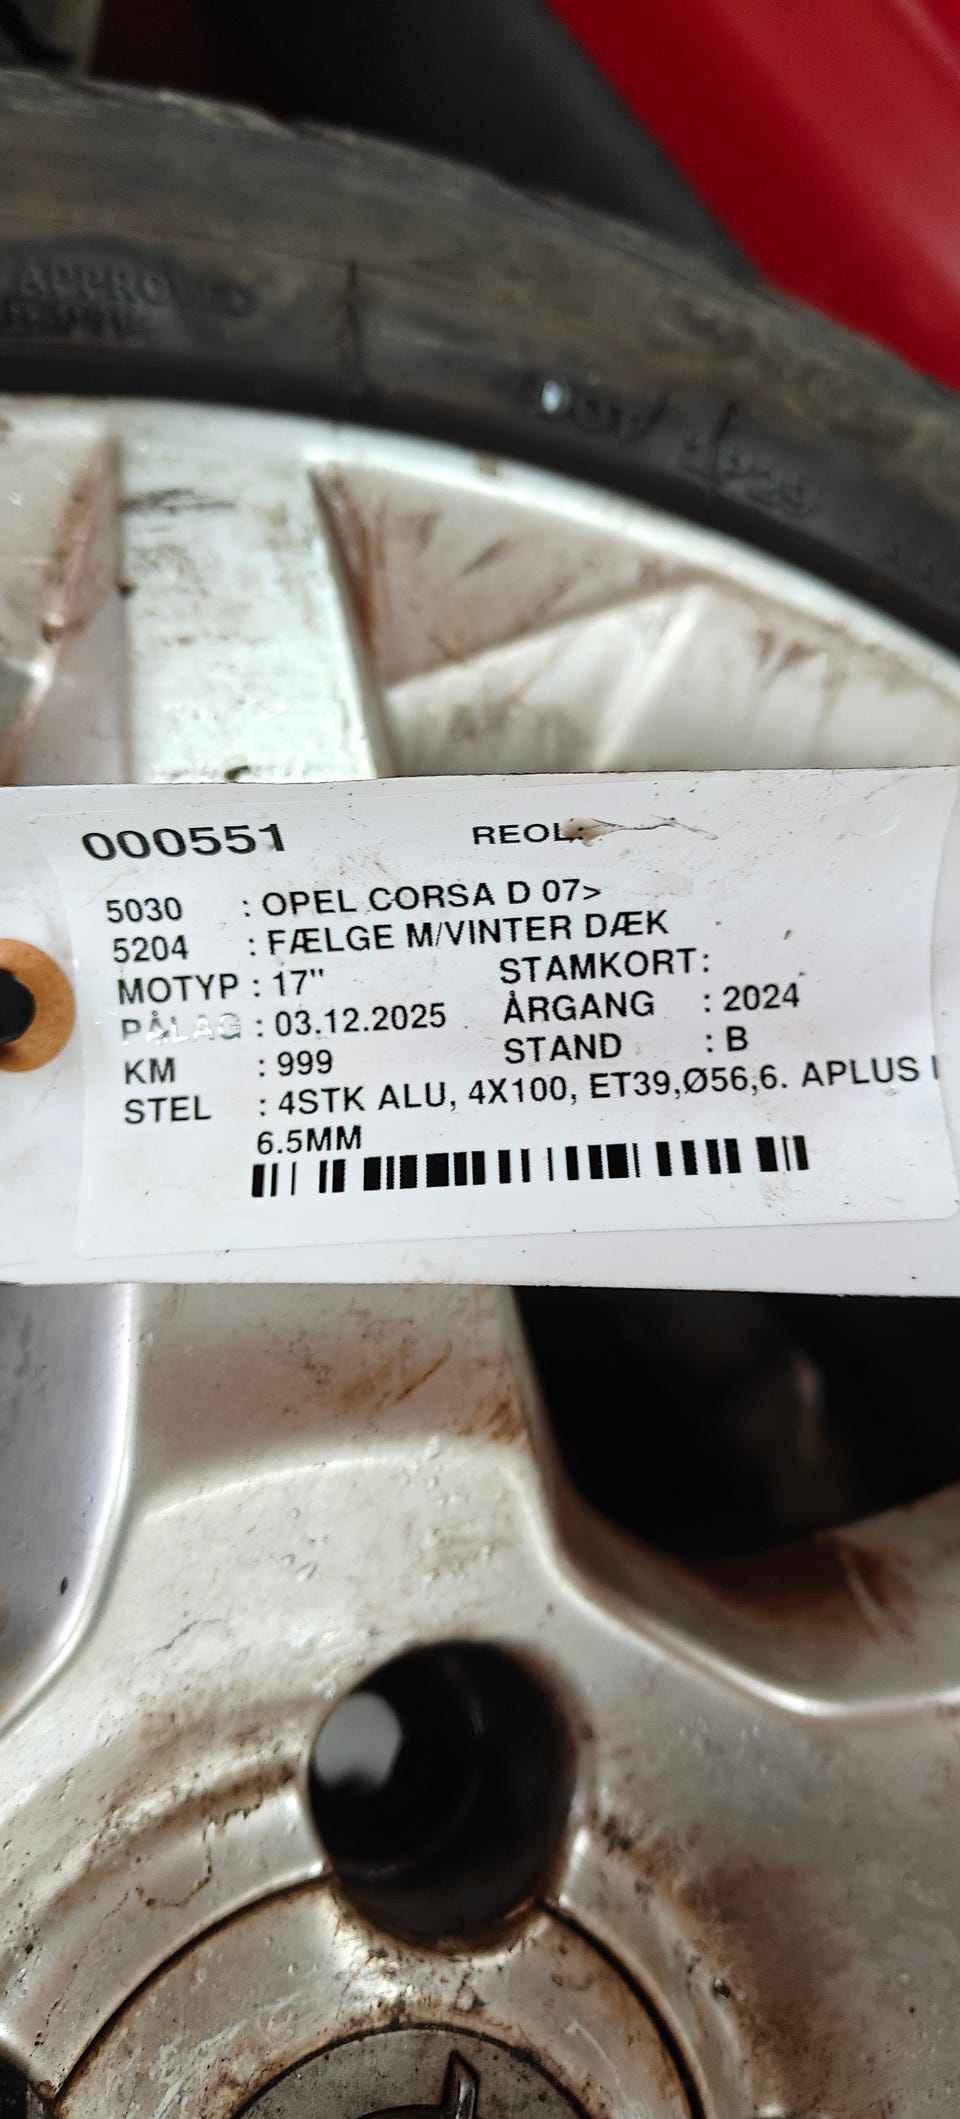 APPROVED
000551 REOL:
5030 : OPEL CORSA D 07>
5204 : FÆLGE M/VINTER DÆK
MOTYP : 17" STAMKORT:
PÅLAG : 03.12.2025 ÅRGANG : 2024
KM : 999 STAND : B
STEL : 4STK ALU, 4X100, ET39,Ø56,6. APLUS
6.5MM